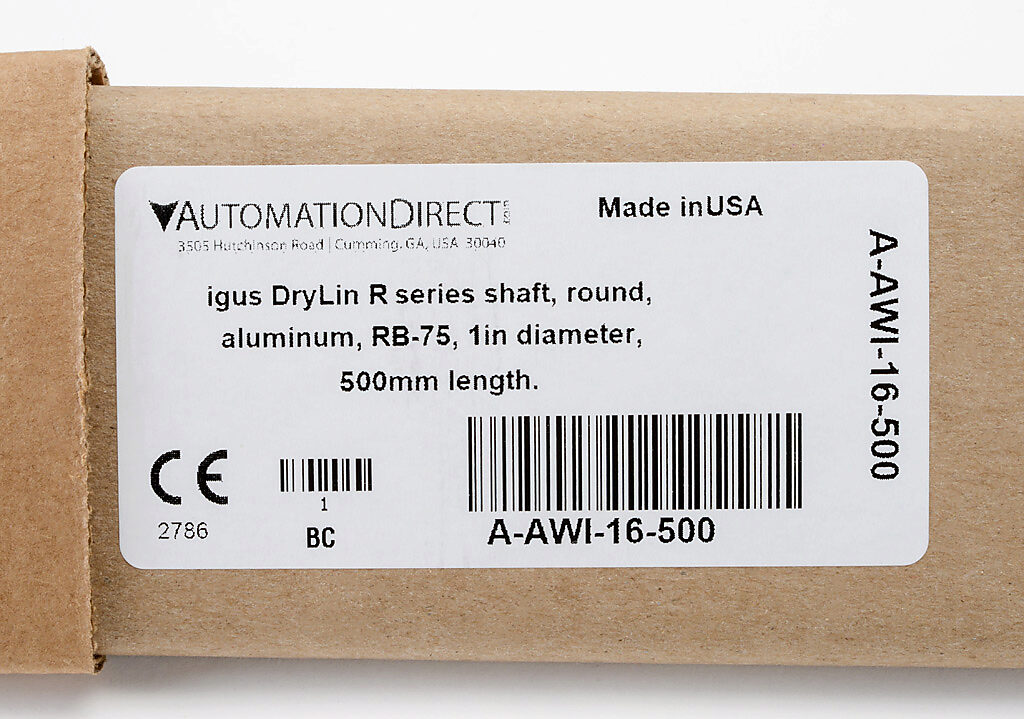 AUTOMATIONDIRECT
Made inUSA
3505 Hutchinson Road | Cumming, GA, USA 30040
igus DryLin R series shaft, round,
aluminum, RB-75, 1in diameter,
500mm length.
CE
2786
1
BC
A-AWI-16-500
A-AWI-16-500